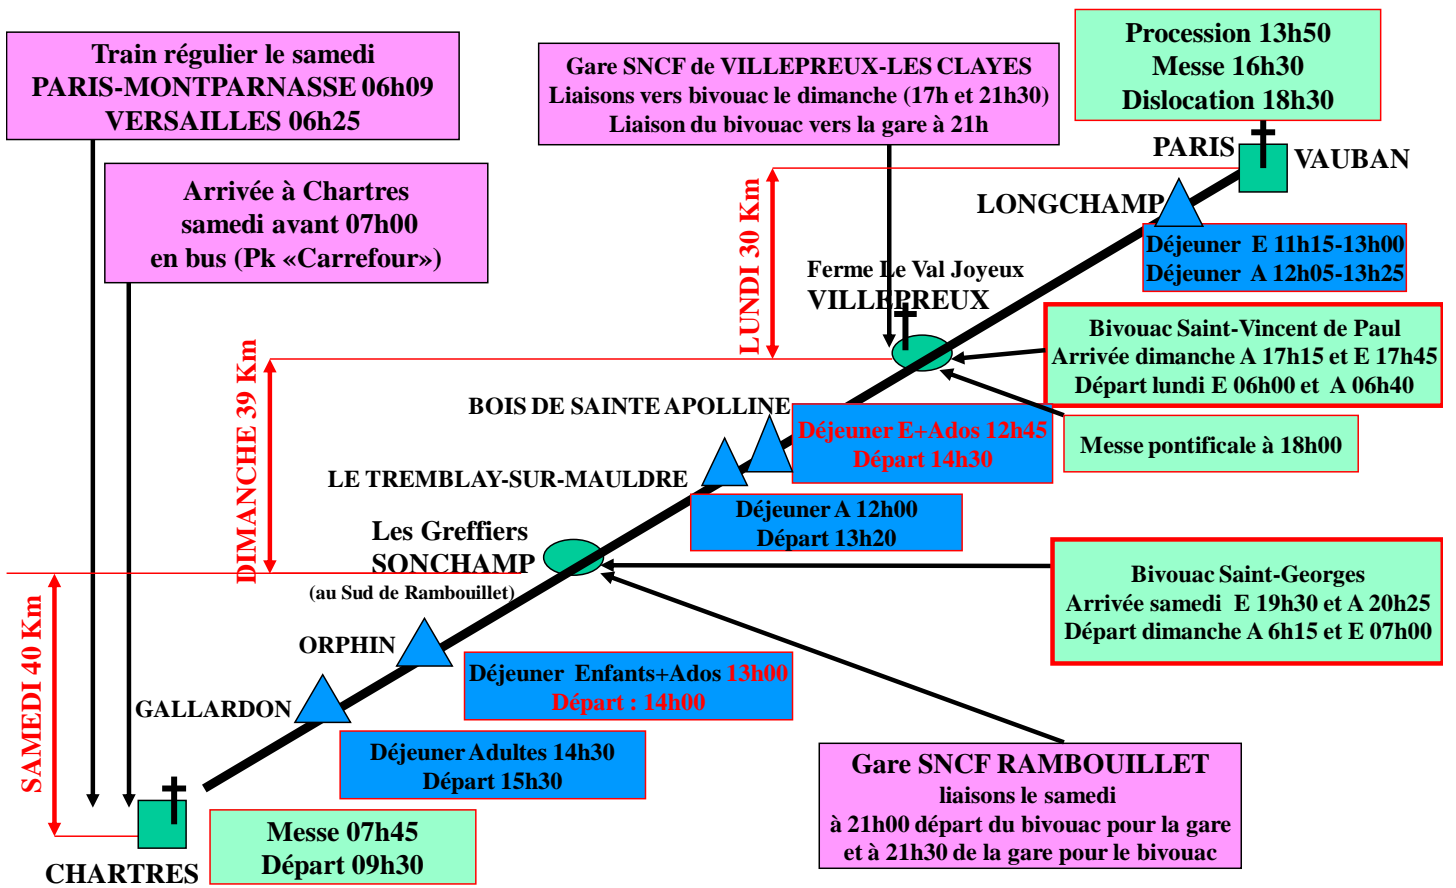 Train régulier le samedi
PARIS-MONTPARNASSE 06h09
VERSAILLES 06h25
Arrivée à Chartres
samedi avant 07h00
en bus (Pk «Carrefour»)
Gare SNCF de VILLEPREUX-LES CLAYES
Liaisons vers bivouac le dimanche (17h et 21h30)
Liaison du bivouac vers la gare à 21h
Procession 13h50
Messe 16h30
Dislocation 18h30
PARIS
VAUBAN
LONGCHAMP
Déjeuner E 11h15-13h00
Déjeuner A 12h05-13h25
LUNDI 30 Km
Ferme Le Val Joyeux
VILLEPREUX
Bivouac Saint-Vincent de Paul
Arrivée dimanche A 17h15 et E 17h45
Départ lundi E 06h00 et A 06h40
Messe pontificale à 18h00
DIMANCHE 39 Km
BOIS DE SAINTE APOLLINE
Déjeuner E+Ados 12h45
Départ 14h30
LE TREMBLAY-SUR-MAULDRE
Déjeuner A 12h00
Départ 13h20
Les Greffiers
SONCHAMP
(au Sud de Rambouillet)
Bivouac Saint-Georges
Arrivée samedi E 19h30 et A 20h25
Départ dimanche A 6h15 et E 07h00
SAMEDI 40 Km
ORPHIN
Déjeuner Enfants+Ados 13h00
Départ : 14h00
GALLARDON
Déjeuner Adultes 14h30
Départ 15h30
Gare SNCF RAMBOUILLET
liaisons le samedi
à 21h00 départ du bivouac pour la gare
et à 21h30 de la gare pour le bivouac
Messe 07h45
Départ 09h30
CHARTRES